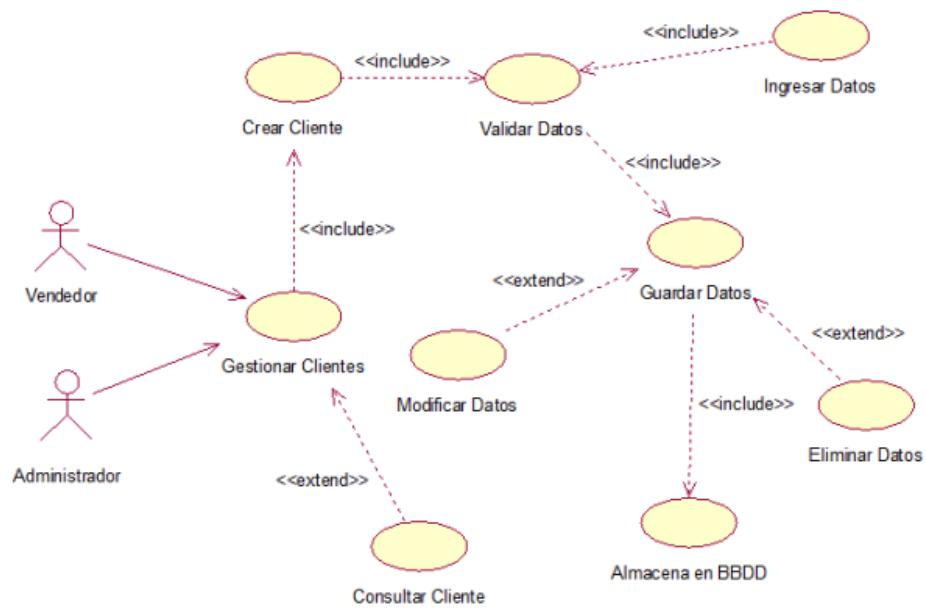 <<include>>
<<include>>
Ingresar Datos
Crear Cliente
Validar Datos
<<include>>
<<include>>
Vendedor
<<extend>>
Guardar Datos
<<extend>>
Gestionar Clientes
Modificar Datos
<<include>>
Eliminar Datos
Administrador
<<extend>>
Almacena en BBDD
Consultar Cliente